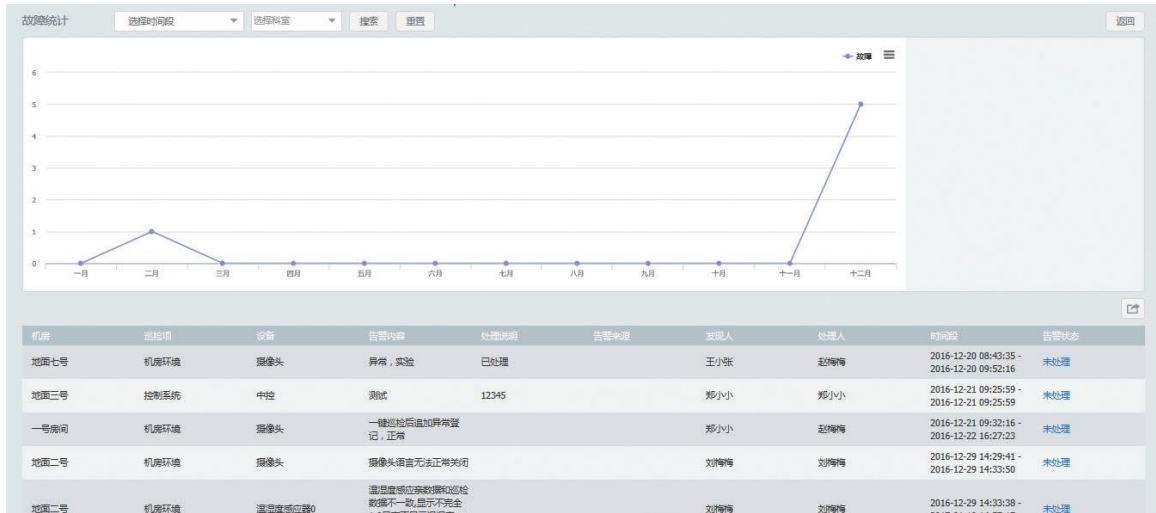 故障统计 选择时间段 选择科室 搜索 重置 返回
故障
6
5
4
3
2
1
0
一月 二月 三月 四月 五月 六月 七月 八月 九月 十月 十一月 十二月
机房 巡检项 设备 告警内容 处理说明 告警来源 发现人 处理人 时间段 告警状态
地面七号 机房环境 摄像头 异常，实验 已处理 王小张 赵梅梅 2016-12-20 08:43:35 - 未处理
2016-12-20 09:52:16
地面三号 控制系统 中控 测试 12345 郑小小 郑小小 2016-12-21 09:25:59 - 未处理
2016-12-21 09:25:59
一号房间 机房环境 摄像头 一键巡检后追加异常登 郑小小 赵梅梅 2016-12-21 09:32:16 - 未处理
记，正常 2016-12-22 16:27:23
地面二号 机房环境 摄像头 摄像头语言无法正常关闭 刘梅梅 刘梅梅 2016-12-29 14:29:41 - 未处理
2016-12-29 14:33:50
温湿度感应亲数据和巡检
数据不一致,显示不完全
地面二号 机房环境 温湿度感应器0 刘梅梅 刘梅梅 2016-12-29 14:33:38 - 未处理